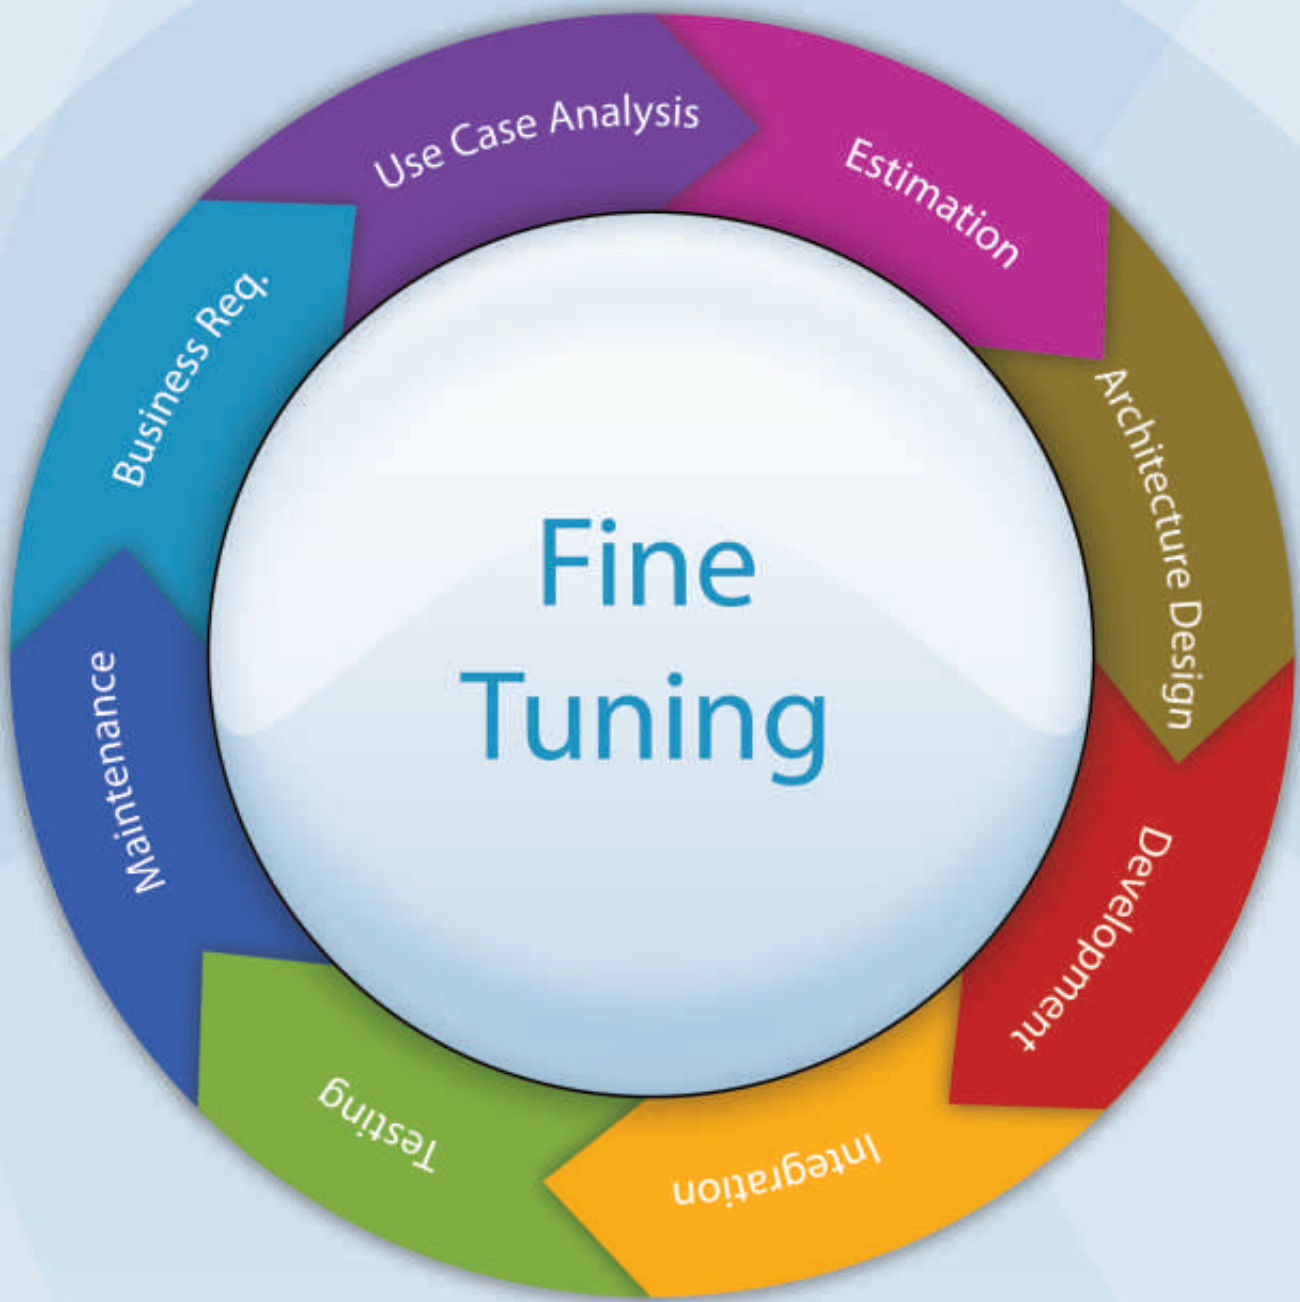 Use Case Analysis
Estimation
Architecture Design
Development
Integration
Testing
Maintenance
Business Req.
Fine
Tuning